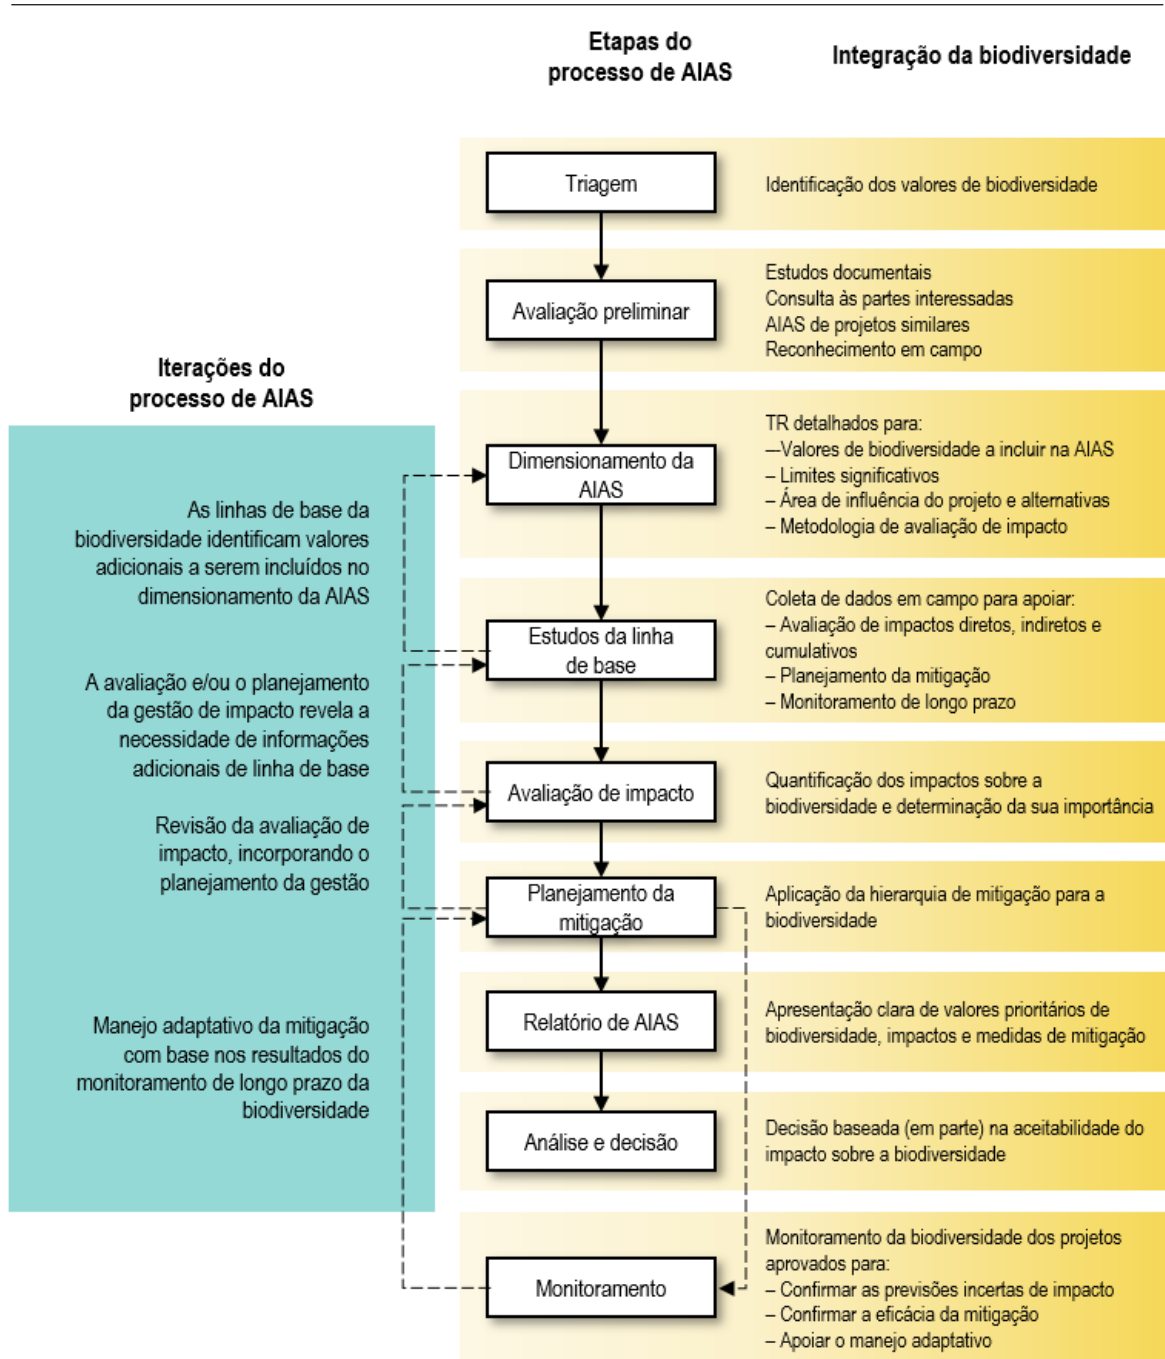 Etapas do
processo de AIAS
Integração da biodiversidade
Triagem
Identificação dos valores de biodiversidade
Avaliação preliminar
Estudos documentais
Consulta às partes interessadas
AIAS de projetos similares
Reconhecimento em campo
Iterações do
processo de AIAS
Dimensionamento da
AIAS
TR detalhados para:
–-Valores de biodiversidade a incluir na AIAS
– Limites significativos
– Área de influência do projeto e alternativas
– Metodologia de avaliação de impacto
As linhas de base da
biodiversidade identificam valores
adicionais a serem incluídos no
dimensionamento da AIAS
Estudos da linha
de base
Coleta de dados em campo para apoiar:
– Avaliação de impactos diretos, indiretos e
cumulativos
– Planejamento da mitigação
– Monitoramento de longo prazo
A avaliação e/ou o planejamento
da gestão de impacto revela a
necessidade de informações
adicionais de linha de base
Avaliação de impacto
Quantificação dos impactos sobre a
biodiversidade e determinação da sua importância
Revisão da avaliação de
impacto, incorporando o
planejamento da gestão
Planejamento da
mitigação
Aplicação da hierarquia de mitigação para a
biodiversidade
Relatório de AIAS
Apresentação clara de valores prioritários de
biodiversidade, impactos e medidas de mitigação
Manejo adaptativo da mitigação
com base nos resultados do
monitoramento de longo prazo da
biodiversidade
Análise e decisão
Decisão baseada (em parte) na aceitabilidade do
impacto sobre a biodiversidade
Monitoramento
Monitoramento da biodiversidade dos projetos
aprovados para:
– Confirmar as previsões incertas de impacto
– Confirmar a eficácia da mitigação
– Apoiar o manejo adaptativo